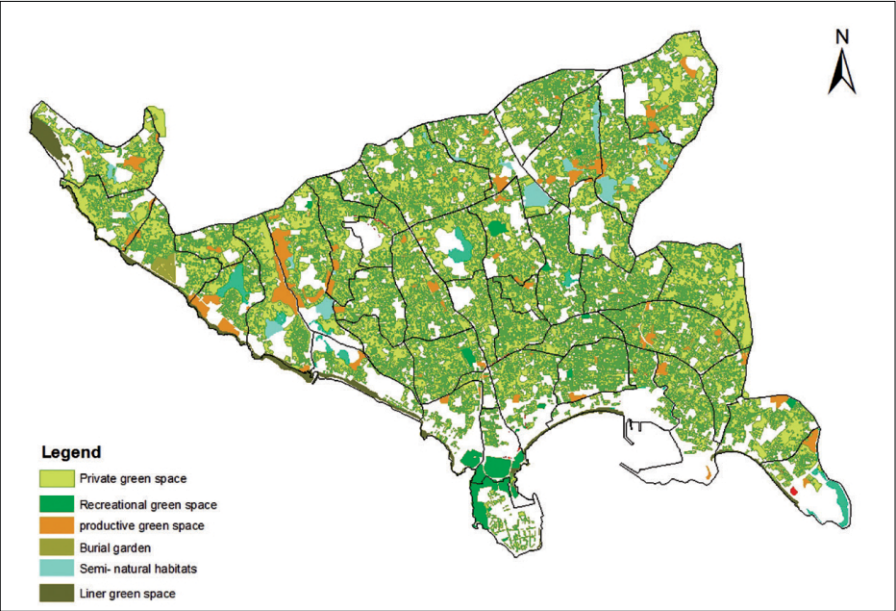 N
Legend
Private green space
Recreational green space
productive green space
Burial garden
Semi- natural habitats
Liner green space